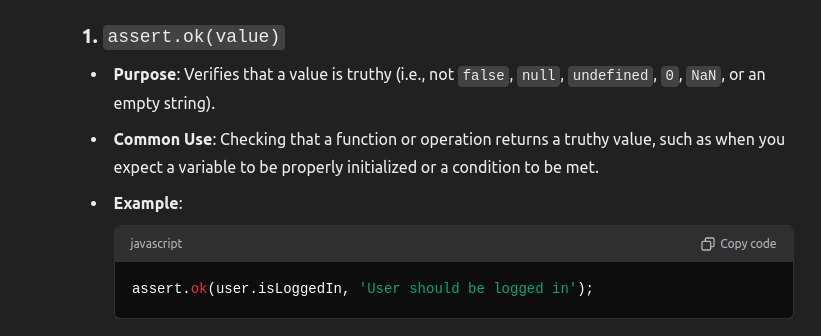 1. assert.ok(value)
• Purpose: Verifies that a value is truthy (i.e., not false, null, undefined, 0, NaN, or an
empty string).
• Common Use: Checking that a function or operation returns a truthy value, such as when you
expect a variable to be properly initialized or a condition to be met.
• Example:
javascript
Copy code
assert.ok(user.isLoggedIn, 'User should be logged in');